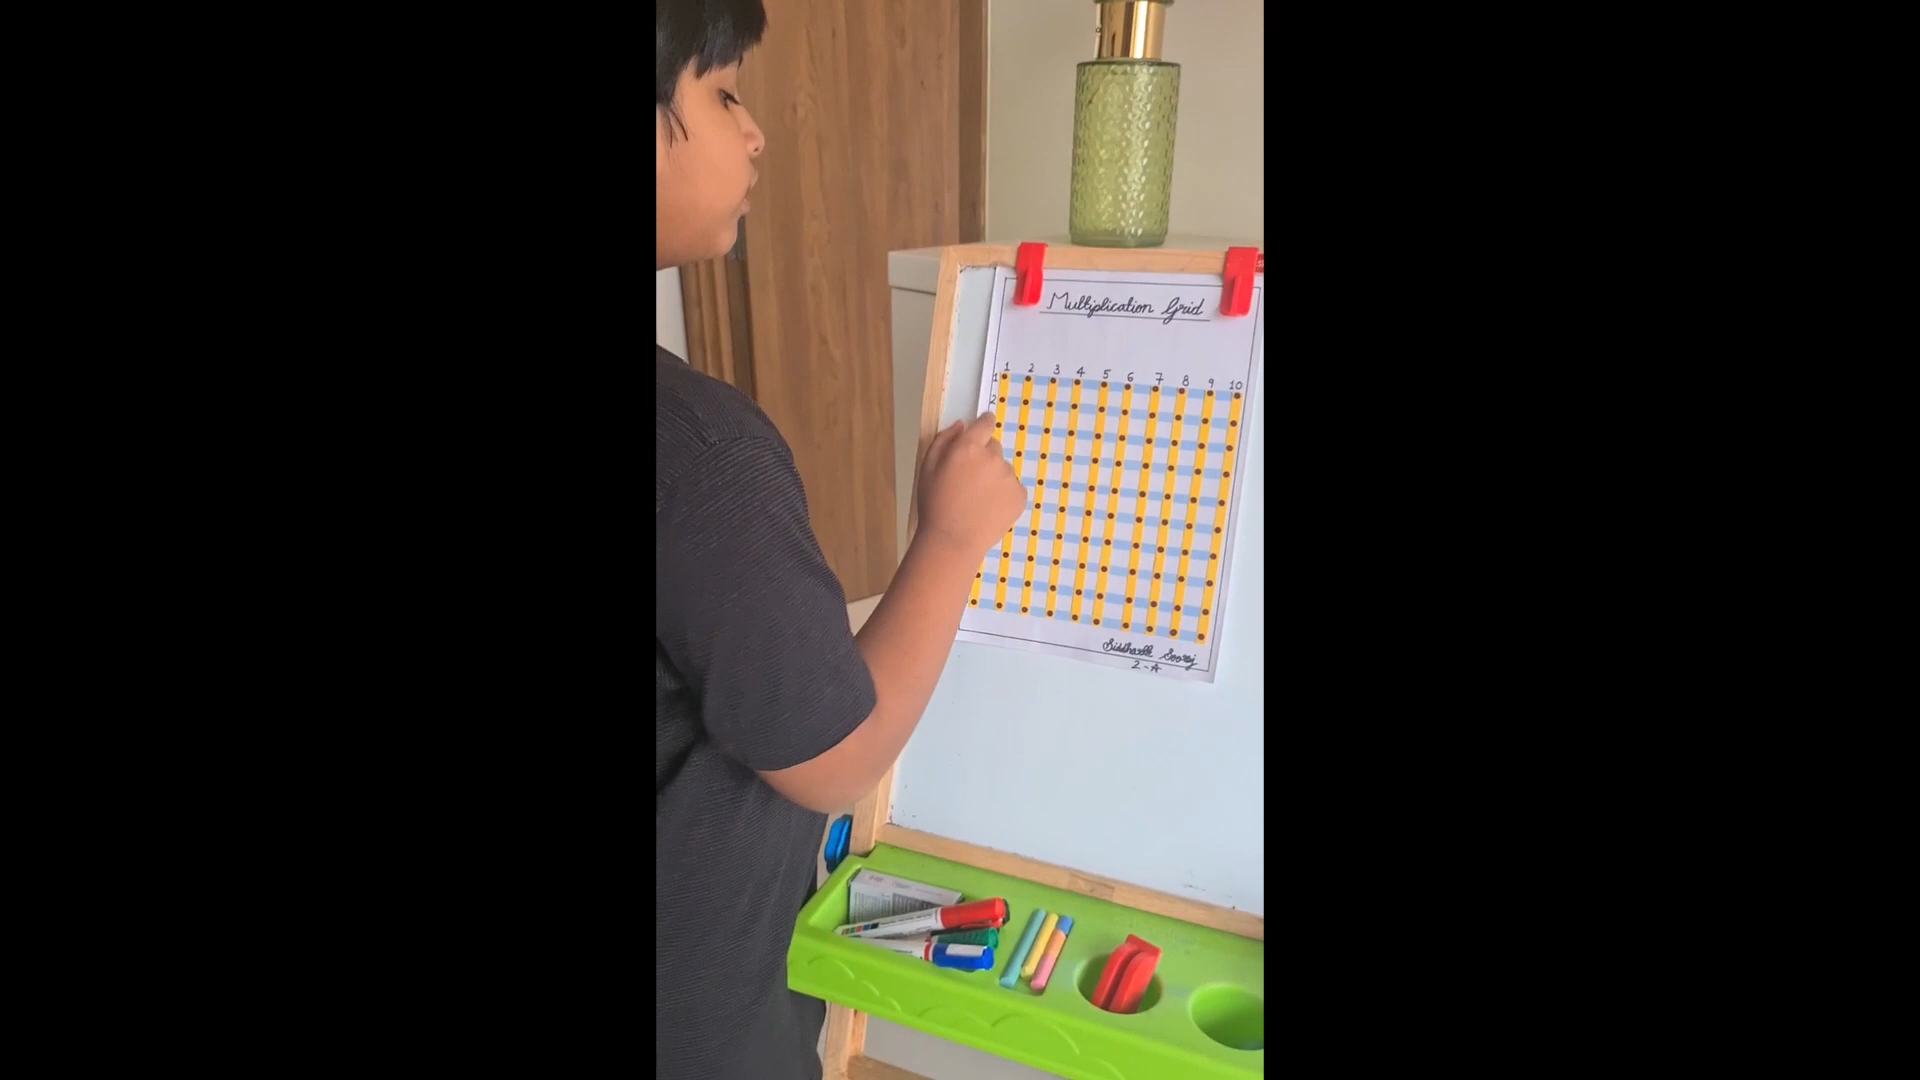 Multiplication Grid
1 2 3 4 5 6 7 8 9 10
1
2
Siddharth Sooraj
2-A